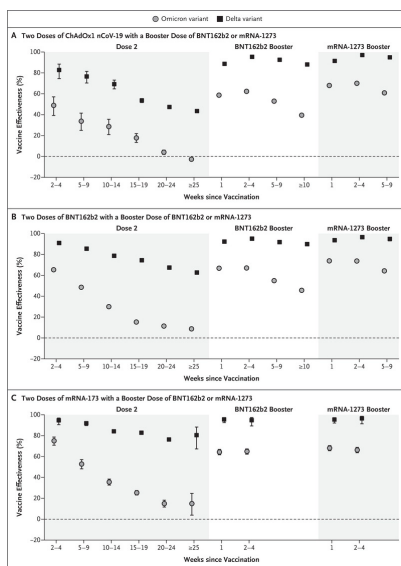 Omicron variant Delta variant
A Two Doses of ChAdOx1 nCoV-19 with a Booster Dose of BNT162b2 or mRNA-1273
Dose 2 BNT162b2 Booster mRNA-1273 Booster
Vaccine Effectiveness (%)
100
80
60
40
20
0
−20
2–4 5–9 10–14 15–19 20–24 ≥25 1 2–4 5–9 ≥10 1 2–4 5–9
Weeks since Vaccination
B Two Doses of BNT162b2 with a Booster Dose of BNT162b2 or mRNA-1273
Dose 2 BNT162b2 Booster mRNA-1273 Booster
Vaccine Effectiveness (%)
100
80
60
40
20
0
−20
2–4 5–9 10–14 15–19 20–24 ≥25 1 2–4 5–9 ≥10 1 2–4 5–9
Weeks since Vaccination
C Two Doses of mRNA-173 with a Booster Dose of BNT162b2 or mRNA-1273
Dose 2 BNT162b2 Booster mRNA-1273 Booster
Vaccine Effectiveness (%)
100
80
60
40
20
0
−20
2–4 5–9 10–14 15–19 20–24 ≥25 1 2–4 1 2–4
Weeks since Vaccination